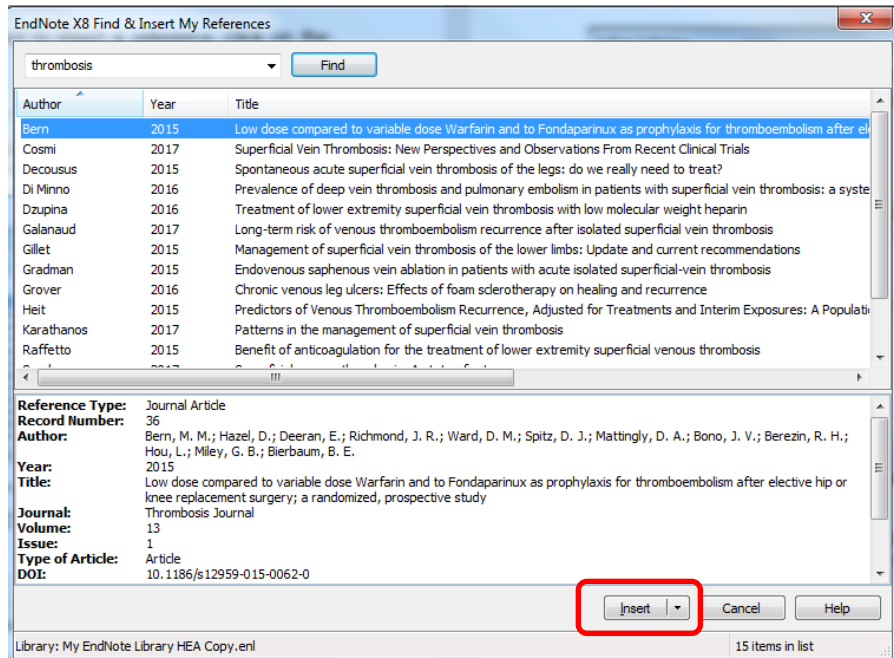 EndNote X8 Find & Insert My References
thrombosis Find
Author Year Title
Bern 2015 Low dose compared to variable dose Warfarin and to Fondaparinux as prophylaxis for thromboembolism after el
Cosmi 2017 Superficial Vein Thrombosis: New Perspectives and Observations From Recent Clinical Trials
Decousus 2015 Spontaneous acute superficial vein thrombosis of the legs: do we really need to treat?
Di Minno 2016 Prevalence of deep vein thrombosis and pulmonary embolism in patients with superficial vein thrombosis: a syste
Dzupina 2016 Treatment of lower extremity superficial vein thrombosis with low molecular weight heparin
Galanaud 2017 Long-term risk of venous thromboembolism recurrence after isolated superficial vein thrombosis
Gillet 2015 Management of superficial vein thrombosis of the lower limbs: Update and current recommendations
Gradman 2015 Endovenous saphenous vein ablation in patients with acute isolated superficial-vein thrombosis
Grover 2016 Chronic venous leg ulcers: Effects of foam sclerotherapy on healing and recurrence
Heit 2015 Predictors of Venous Thromboembolism Recurrence, Adjusted for Treatments and Interim Exposures: A Populati
Karathanos 2017 Patterns in the management of superficial vein thrombosis
Raffetto 2015 Benefit of anticoagulation for the treatment of lower extremity superficial venous thrombosis
Reference Type: Journal Article
Record Number: 36
Author: Bern, M. M.; Hazel, D.; Deeran, E.; Richmond, J. R.; Ward, D. M.; Spitz, D. J.; Mattingly, D. A.; Bono, J. V.; Berezin, R. H.;
Hou, L.; Miley, G. B.; Bierbaum, B. E.
Year: 2015
Title: Low dose compared to variable dose Warfarin and to Fondaparinux as prophylaxis for thromboembolism after elective hip or
knee replacement surgery; a randomized, prospective study
Journal: Thrombosis Journal
Volume: 13
Issue: 1
Type of Article: Article
DOI: 10.1186/s12959-015-0062-0
Insert Cancel Help
Library: My EndNote Library HEA Copy.enl 15 items in list